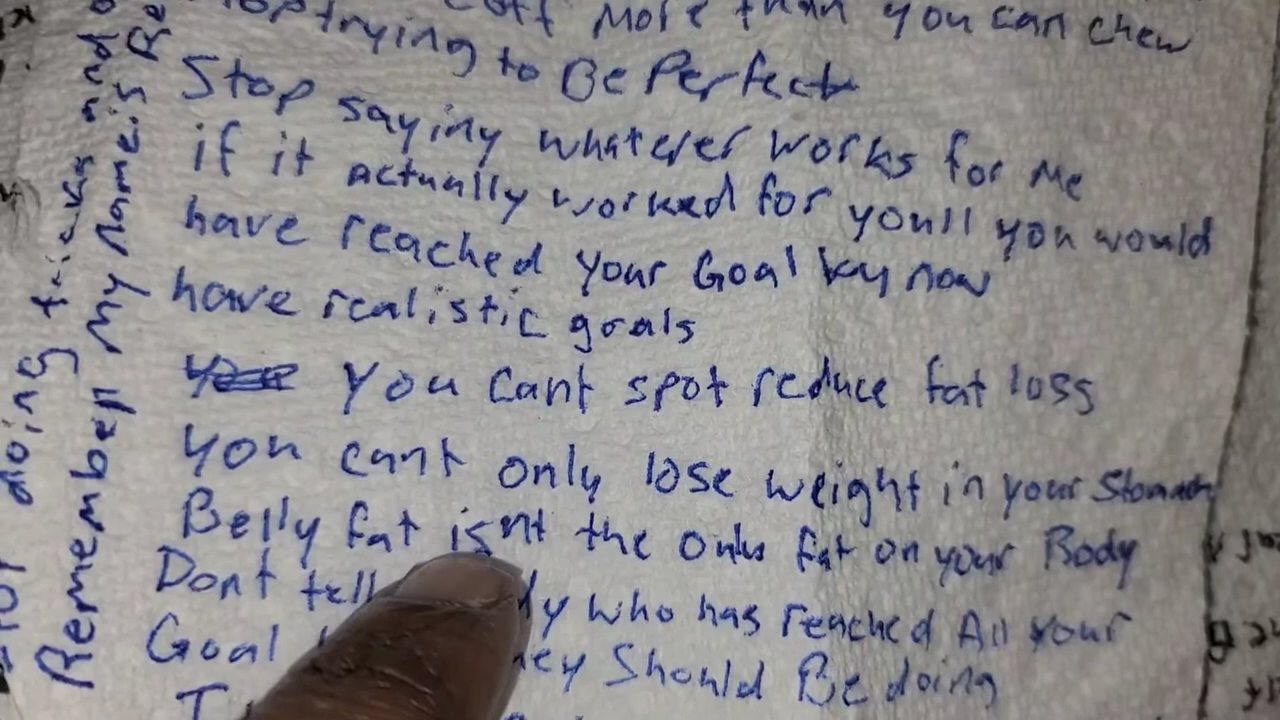 more than you can chew
trying to Be Perfect
Stop saying whatever works for me
if it actually worked for youll you would
have reached your Goal by now
have realistic goals
You cant spot reduce fat loss
you cant only lose weight in your Stomach
Belly fat isnt the only fat on your Body
Dont tell who has reached All your
Goal Should Be doing
doing tricks and
Remember My Name is